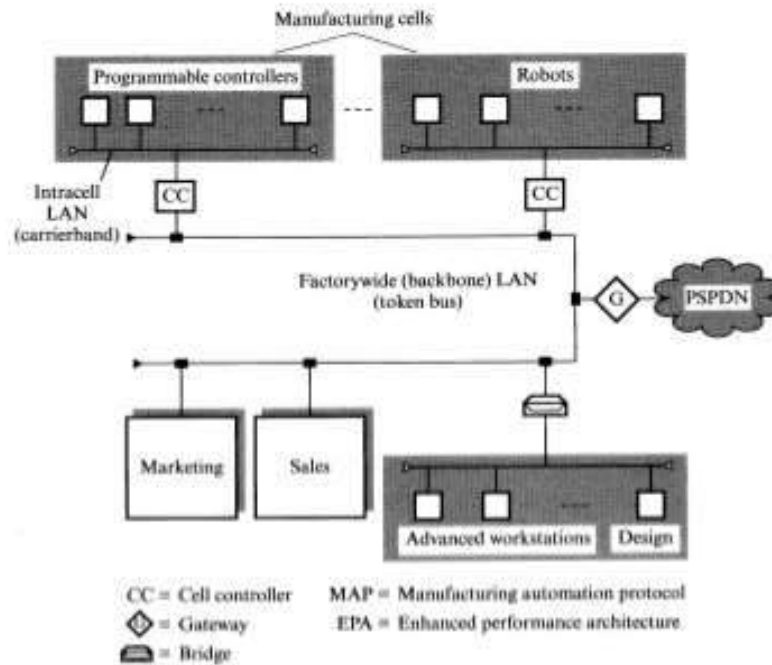 Manufacturing cells
Programmable controllers
Robots
CC
CC
Intracell
LAN
(carrierband)
Factorywide (backbone) LAN
(token bus)
G
PSPDN
Marketing
Sales
Advanced workstations
Design
CC = Cell controller
MAP = Manufacturing automation protocol
= Gateway
EPA = Enhanced performance architecture
= Bridge